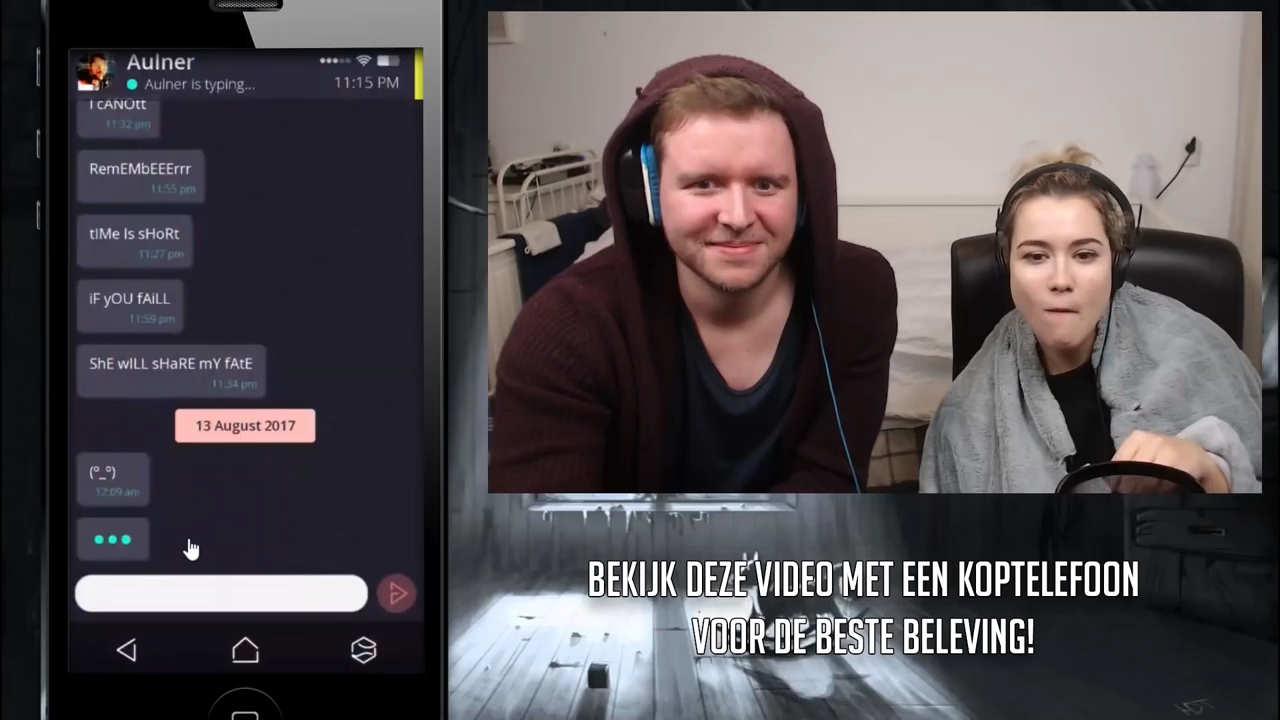 Aulner
Aulner is typing...
11:15 PM
I cANOtt
11:32 pm
RemEMbEEErrr
11:55 pm
tIMe Is sHoRt
11:27 pm
iF yOU fAiLL
11:59 pm
ShE wILL sHaRE mY fAtE
11:34 pm
13 August 2017
(°_°)
12:09 am
BEKIJK DEZE VIDEO MET EEN KOPTELEFOON
VOOR DE BESTE BELEVING!